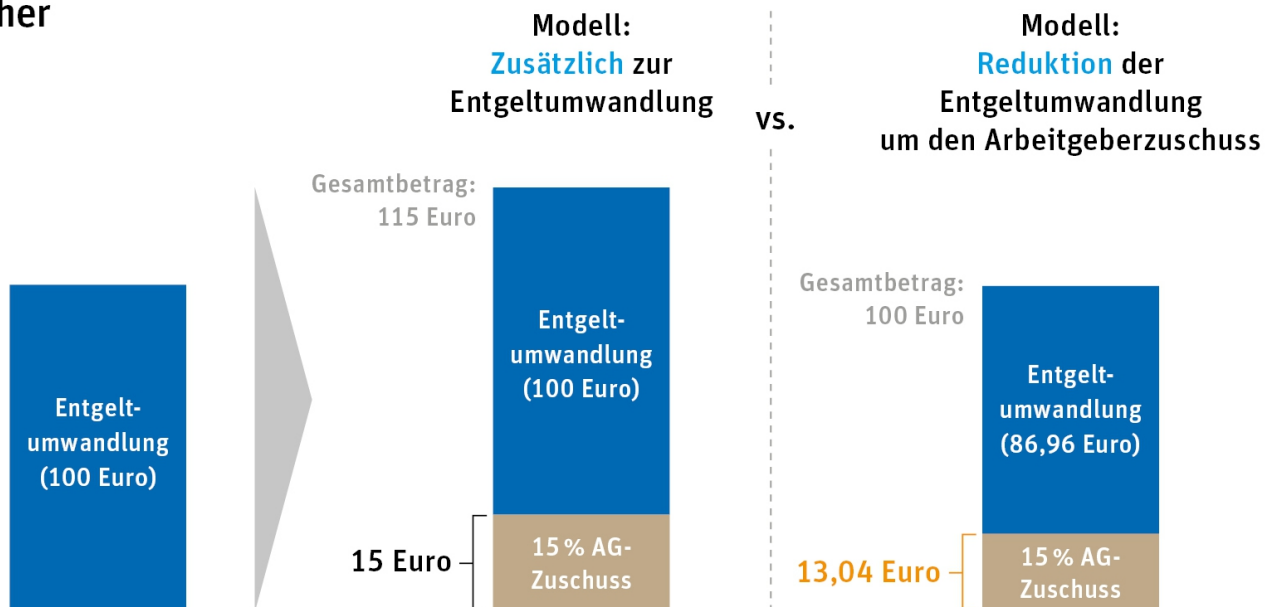 her
Entgelt-
umwandlung
(100 Euro)
Modell:
Zusätzlich zur
Entgeltumwandlung
Gesamtbetrag:
115 Euro
Entgelt-
umwandlung
(100 Euro)
15 Euro
15 % AG-
Zuschuss
vs.
Modell:
Reduktion der
Entgeltumwandlung
um den Arbeitgeberzuschuss
Gesamtbetrag:
100 Euro
Entgelt-
umwandlung
(86,96 Euro)
13,04 Euro
15 % AG-
Zuschuss